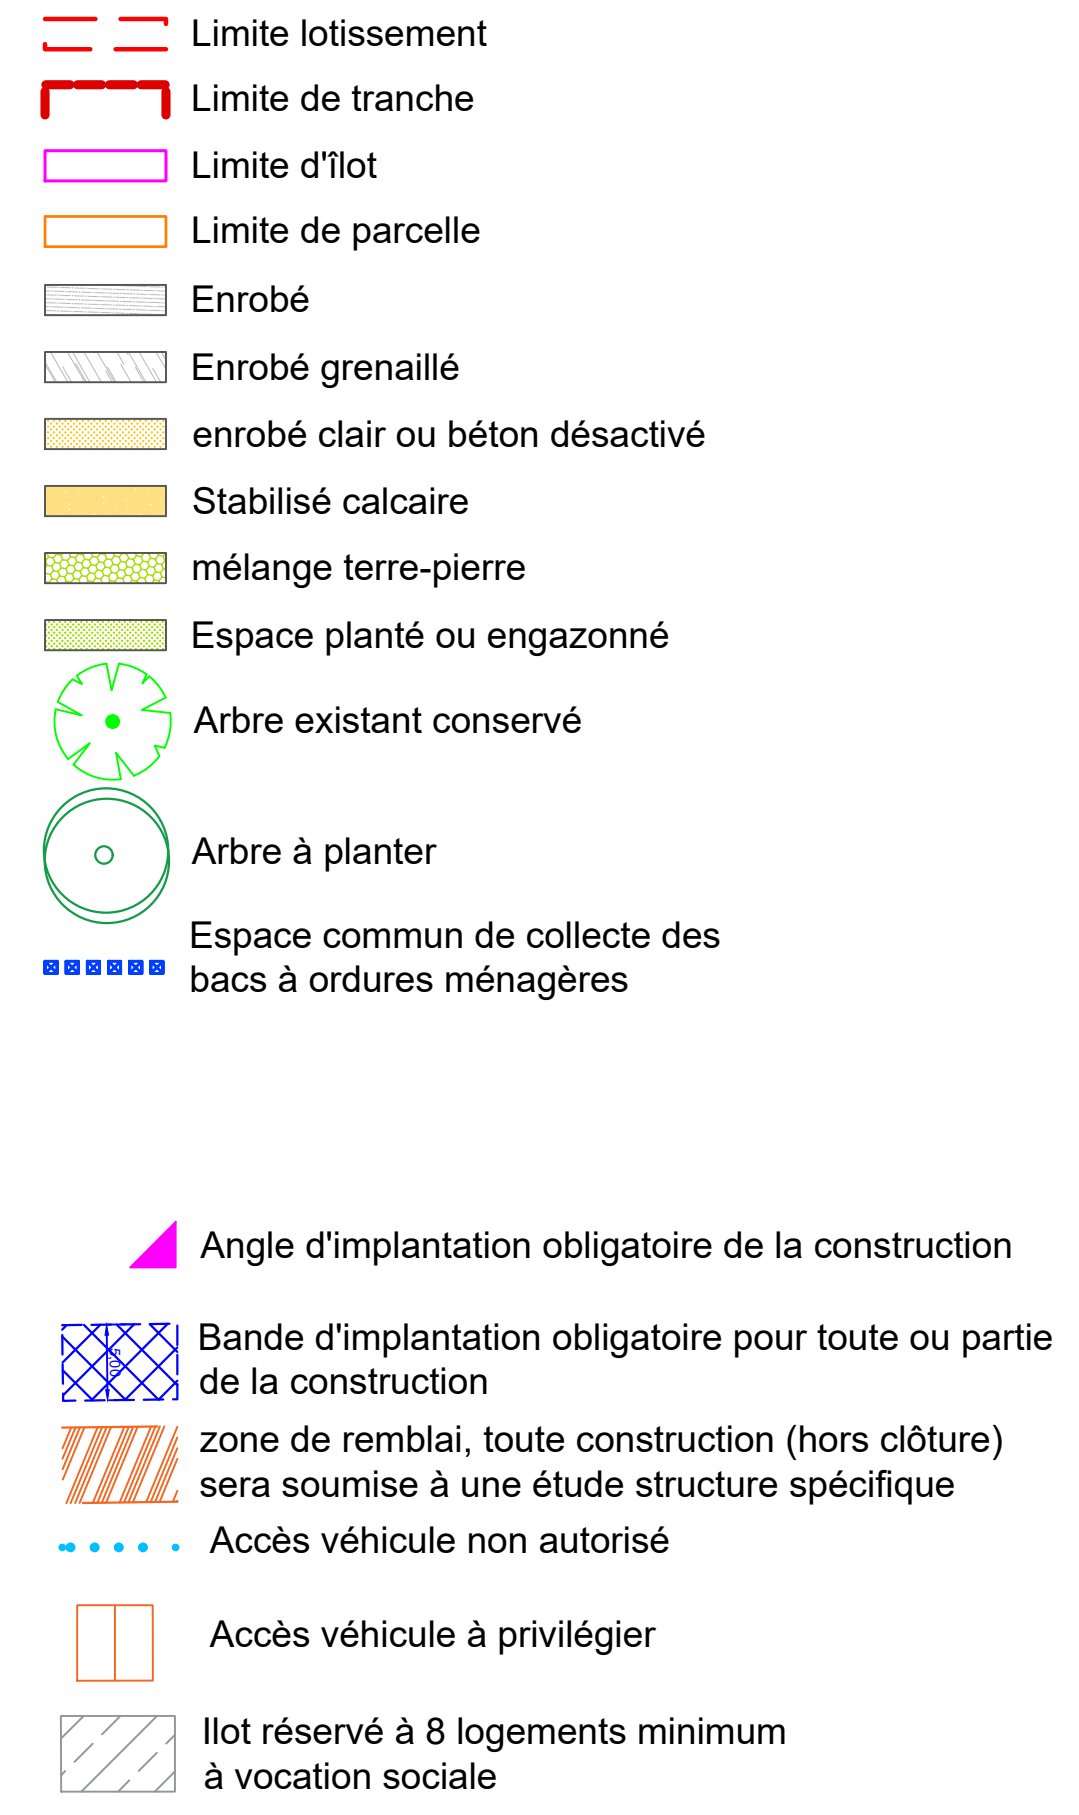 Limite lotissement
Limite de tranche
Limite d'îlot
Limite de parcelle
Enrobé
Enrobé grenaillé
enrobé clair ou béton désactivé
Stabilisé calcaire
mélange terre-pierre
Espace planté ou engazonné
Arbre existant conservé
Arbre à planter
Espace commun de collecte des
bacs à ordures ménagères
Angle d'implantation obligatoire de la construction
Bande d'implantation obligatoire pour toute ou partie
de la construction
5,00
zone de remblai, toute construction (hors clôture)
sera soumise à une étude structure spécifique
Accès véhicule non autorisé
Accès véhicule à privilégier
Ilot réservé à 8 logements minimum
à vocation sociale